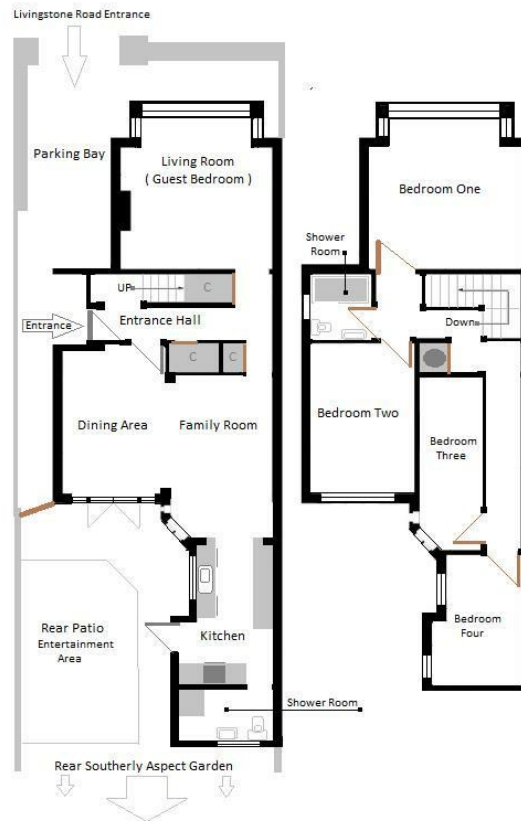 Livingstone Road Entrance
Parking Bay
Living Room
( Guest Bedroom )
UP
C
Entrance
Entrance Hall
C
C
Dining Area
Family Room
Kitchen
Rear Patio
Entertainment
Area
Shower Room
Rear Southerly Aspect Garden
Bedroom One
Shower
Room
Down
Bedroom Two
Bedroom
Three
Bedroom
Four